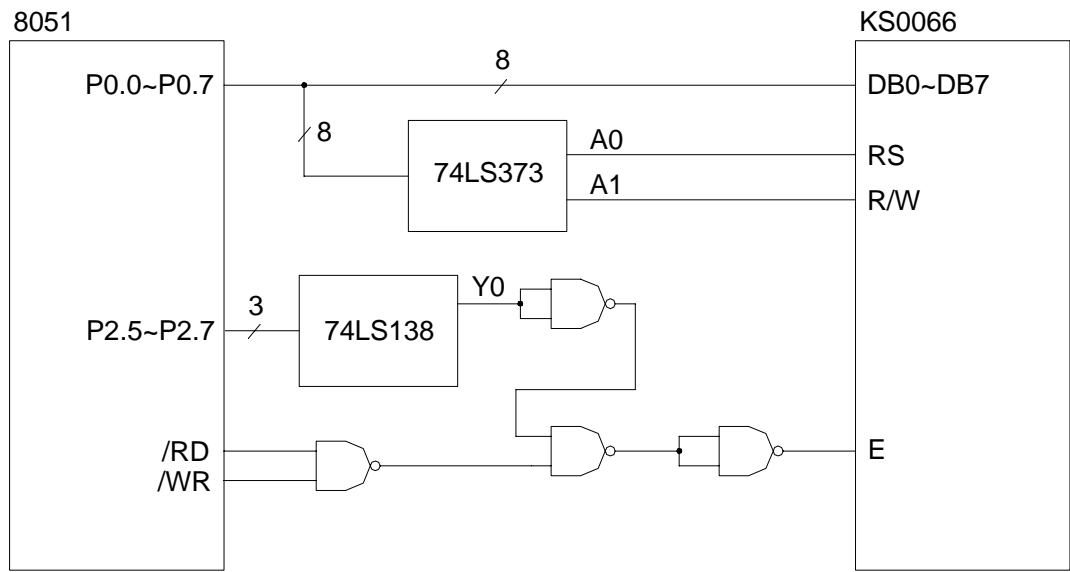 8051
KS0066
P0.0~P0.7
8
DB0~DB7
8
74LS373
A0
RS
A1
R/W
Y0
3
P2.5~P2.7
74LS138
/RD
/WR
E